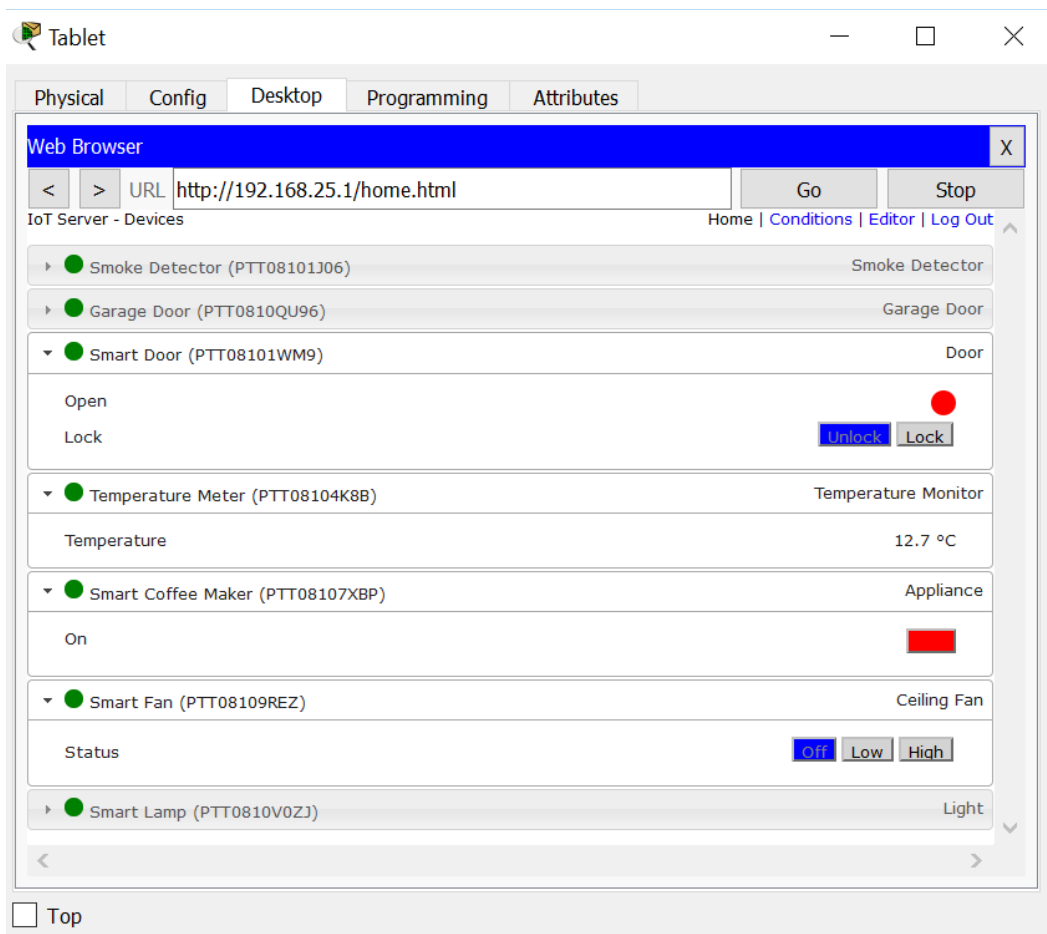 Tablet
Physical Config Desktop Programming Attributes
Web Browser X
< > URL http://192.168.25.1/home.html Go Stop
IoT Server - Devices Home | Conditions | Editor | Log Out
Smoke Detector (PTT08101J06) Smoke Detector
Garage Door (PTT0810QU96) Garage Door
Smart Door (PTT08101WM9) Door
Open
Lock Unlock Lock
Temperature Meter (PTT08104K8B) Temperature Monitor
Temperature 12.7 °C
Smart Coffee Maker (PTT08107XBP) Appliance
On
Smart Fan (PTT08109REZ) Ceiling Fan
Status Off Low High
Smart Lamp (PTT0810V0ZJ) Light
Top